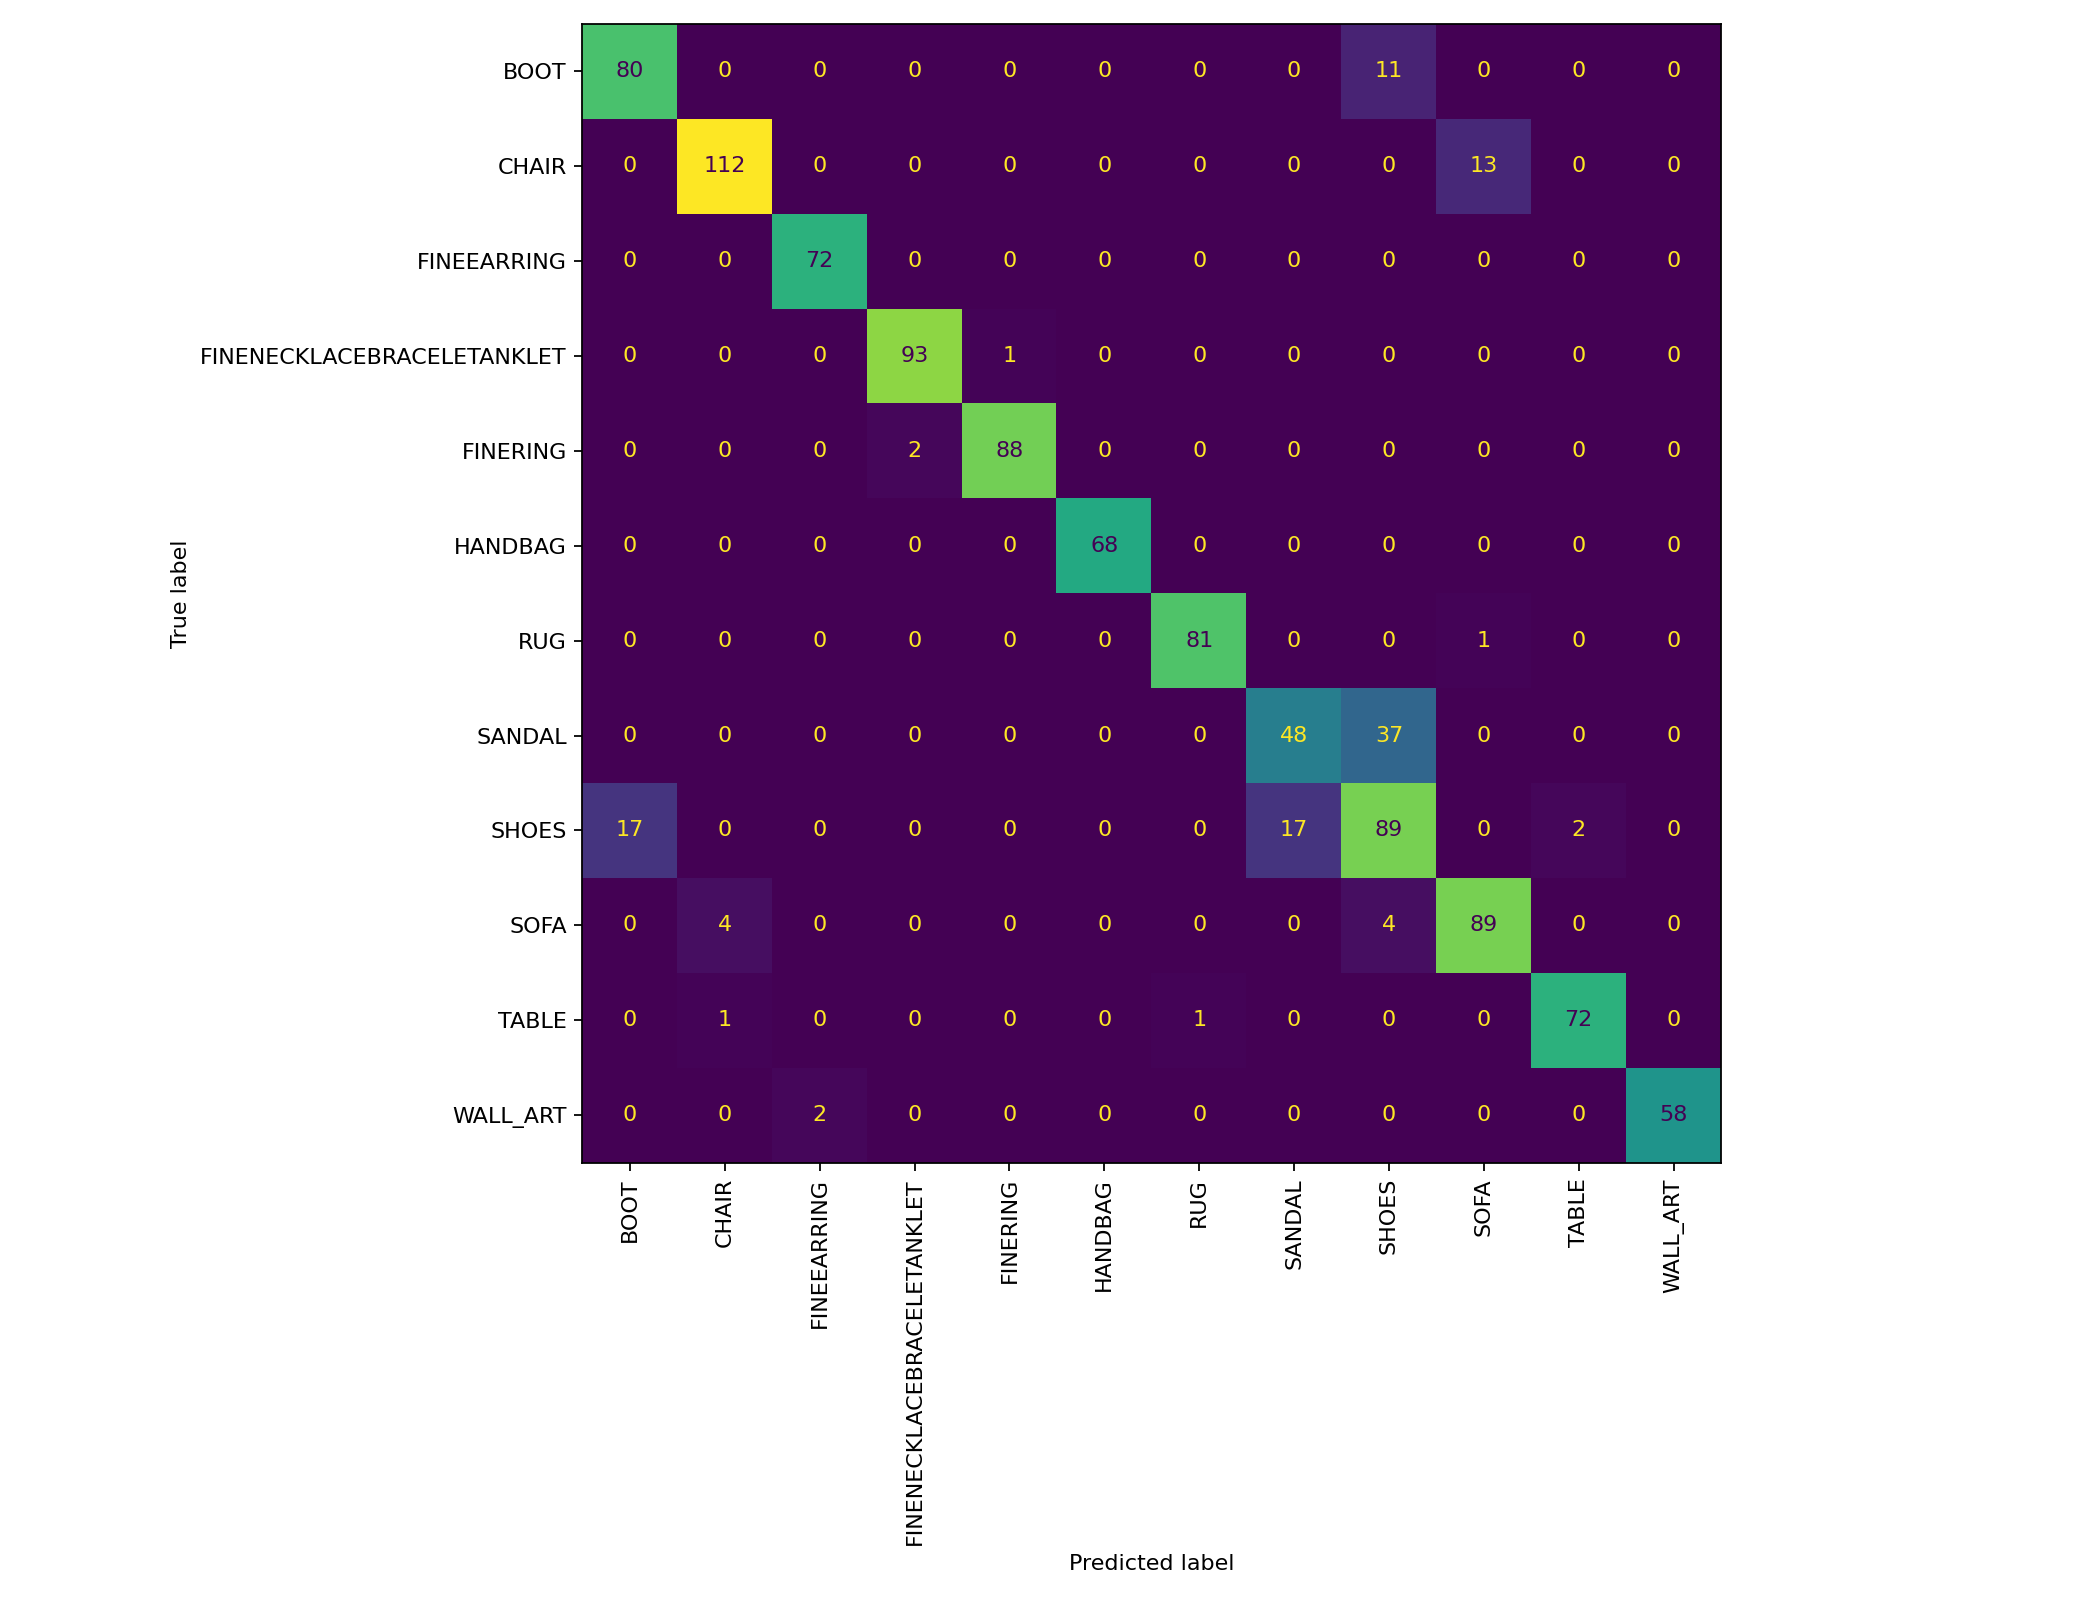 BOOT 80 0 0 0 0 0 0 0 11 0 0 0
CHAIR 0 112 0 0 0 0 0 0 0 13 0 0
FINEEARRING 0 0 72 0 0 0 0 0 0 0 0 0
FINENECKLACEBRACELETANKLET 0 0 0 93 1 0 0 0 0 0 0 0
FINERING 0 0 0 2 88 0 0 0 0 0 0 0
HANDBAG 0 0 0 0 0 68 0 0 0 0 0 0
True label
RUG 0 0 0 0 0 0 81 0 0 1 0 0
SANDAL 0 0 0 0 0 0 0 48 37 0 0 0
SHOES 17 0 0 0 0 0 0 17 89 0 2 0
SOFA 0 4 0 0 0 0 0 0 4 89 0 0
TABLE 0 1 0 0 0 0 1 0 0 0 72 0
WALL_ART 0 0 2 0 0 0 0 0 0 0 0 58
BOOT
CHAIR
FINEEARRING
FINENECKLACEBRACELETANKLET
FINERING
HANDBAG
RUG
SANDAL
SHOES
SOFA
TABLE
WALL_ART
Predicted label